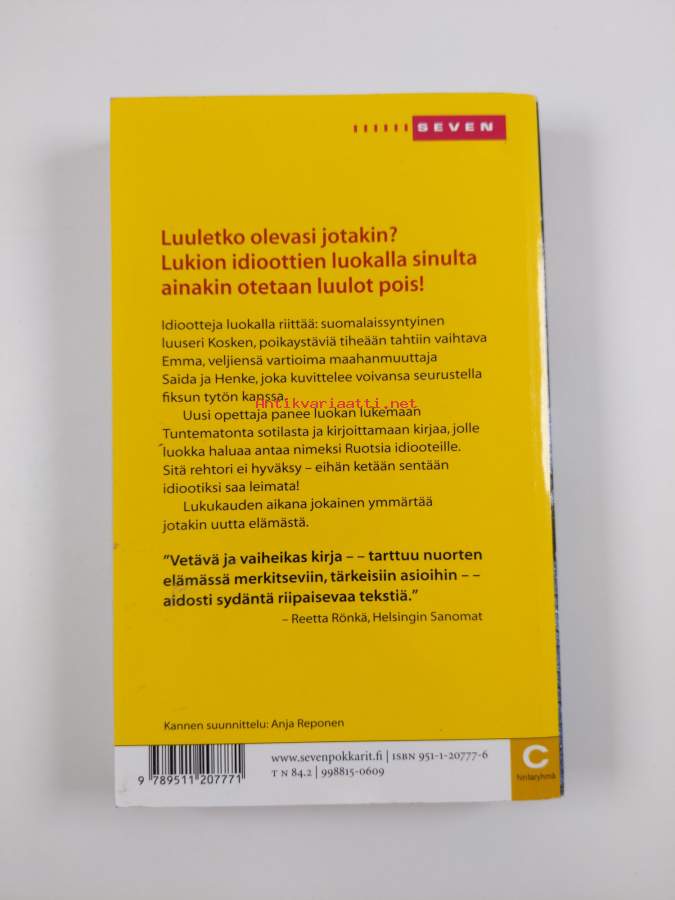 SEVEN
Luuletko olevasi jotakin?
Lukion idioottien luokalla sinulta
ainakin otetaan luulot pois!
Idiootteja luokalla riittää: suomalaissyntyinen
luuseri Kosken, poikaystäviä tiheään tahtiin vaihtava
Emma, veljiensä vartioima maahanmuuttaja
Saida ja Henke, joka kuvittelee voivansa seurustella
fiksun tytön kanssa.
Antikvariaatti.net
Uusi opettaja panee luokan lukemaan
Tuntematonta sotilasta ja kirjoittamaan kirjaa, jolle
luokka haluaa antaa nimeksi Ruotsia idiooteille.
Sitä rehtori ei hyväksy – eihän ketään sentään
idiootiksi saa leimata!
Lukukauden aikana jokainen ymmärtää
jotakin uutta elämästä.
”Vetävä ja vaiheikas kirja – – tarttuu nuorten
elämässä merkitseviin, tärkeisiin asioihin – –
aidosti sydäntä riipaisevaa tekstiä.”
– Reetta Rönkä, Helsingin Sanomat
Kannen suunnittelu: Anja Reponen
www.sevenpokkarit.fi | ISBN 951-1-20777-6
T N 84.2 | 998815-0609
9 789511 207771
C
hintaryhmä